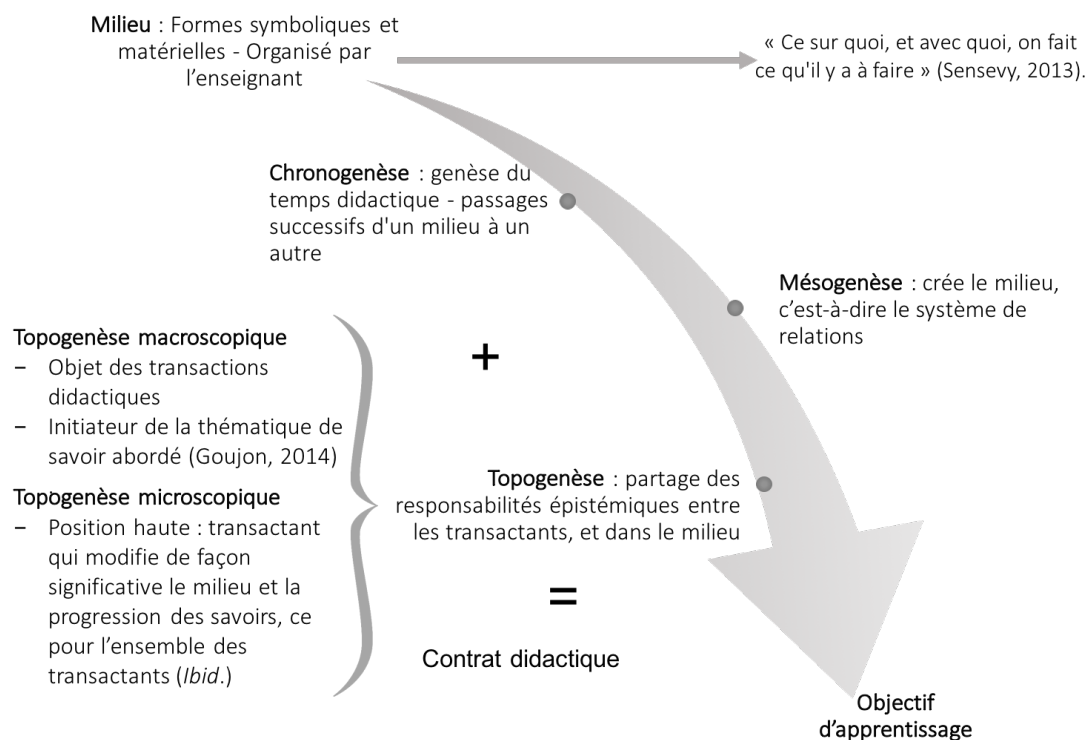 Milieu : Formes symboliques et
matérielles - Organisé par
l’enseignant
« Ce sur quoi, et avec quoi, on fait
ce qu'il y a à faire » (Sensevy, 2013).
Chronogenèse : genèse du
temps didactique - passages
successifs d'un milieu à un
autre
Mésogenèse : crée le milieu,
c’est-à-dire le système de
relations
Topogenèse macroscopique
– Objet des transactions
didactiques
– Initiateur de la thématique de
savoir abordé (Goujon, 2014)
Topogenèse microscopique
– Position haute : transactant
qui modifie de façon
significative le milieu et la
progression des savoirs, ce
pour l’ensemble des
transactants (Ibid.)
+
Topogenèse : partage des
responsabilités épistémiques entre
les transactants, et dans le milieu
=
Contrat didactique
Objectif
d’apprentissage